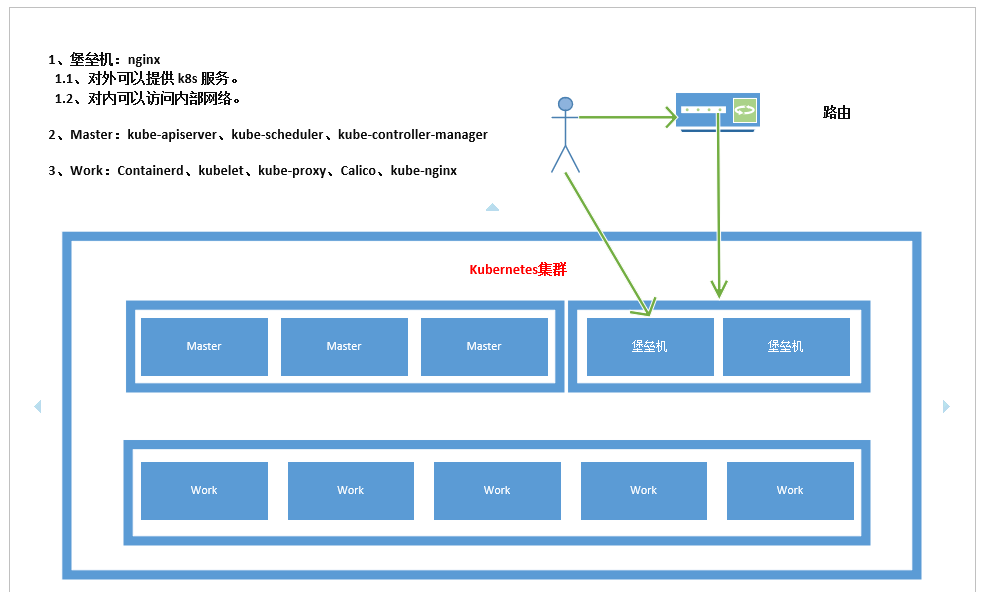 1、堡垒机：nginx
1.1、对外可以提供 k8s 服务。
1.2、对内可以访问内部网络。
2、Master：kube-apiserver、kube-scheduler、kube-controller-manager
3、Work：Containerd、kubelet、kube-proxy、Calico、kube-nginx
路由
Kubernetes集群
Master
Master
Master
堡垒机
堡垒机
Work
Work
Work
Work
Work